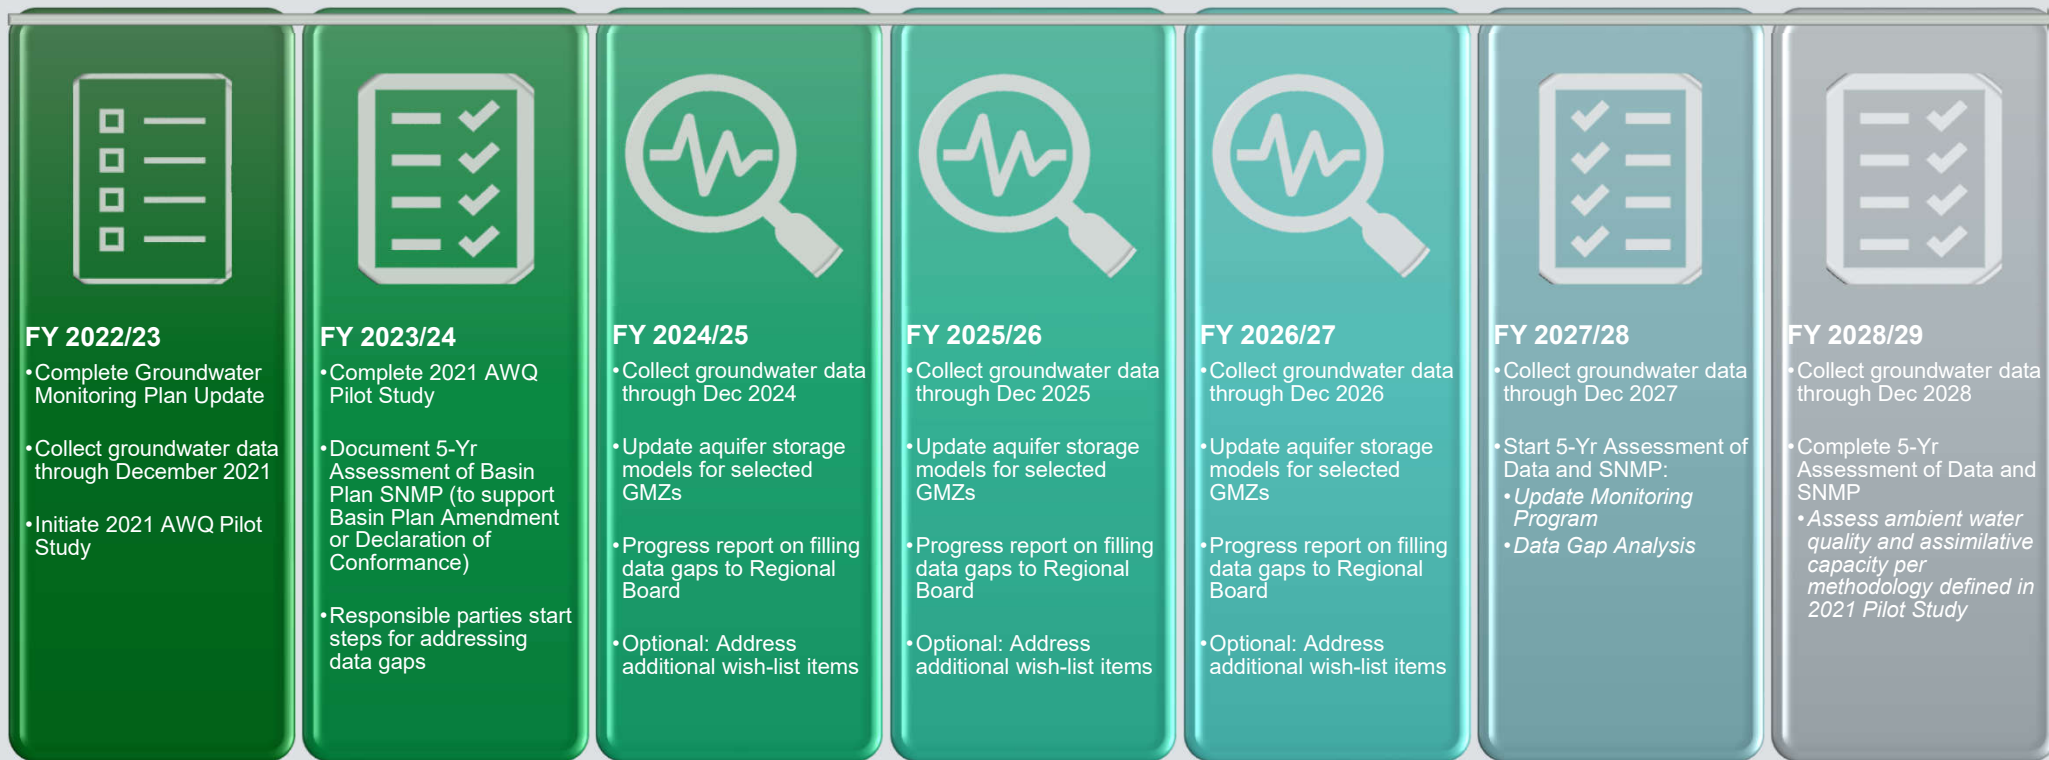 FY 2022/23
•Complete Groundwater
Monitoring Plan Update
•Collect groundwater data
through December 2021
•Initiate 2021 AWQ Pilot
Study
FY 2023/24
•Complete 2021 AWQ
Pilot Study
•Document 5-Yr
Assessment of Basin
Plan SNMP (to support
Basin Plan Amendment
or Declaration of
Conformance)
•Responsible parties start
steps for addressing
data gaps
FY 2024/25
•Collect groundwater data
through Dec 2024
•Update aquifer storage
models for selected
GMZs
•Progress report on filling
data gaps to Regional
Board
•Optional: Address
additional wish-list items
FY 2025/26
•Collect groundwater data
through Dec 2025
•Update aquifer storage
models for selected
GMZs
•Progress report on filling
data gaps to Regional
Board
•Optional: Address
additional wish-list items
FY 2026/27
•Collect groundwater data
through Dec 2026
•Update aquifer storage
models for selected
GMZs
•Progress report on filling
data gaps to Regional
Board
•Optional: Address
additional wish-list items
FY 2027/28
•Collect groundwater data
through Dec 2027
•Start 5-Yr Assessment of
Data and SNMP:
•Update Monitoring
Program
•Data Gap Analysis
FY 2028/29
•Collect groundwater data
through Dec 2028
•Complete 5-Yr
Assessment of Data and
SNMP
•Assess ambient water
quality and assimilative
capacity per
methodology defined in
2021 Pilot Study